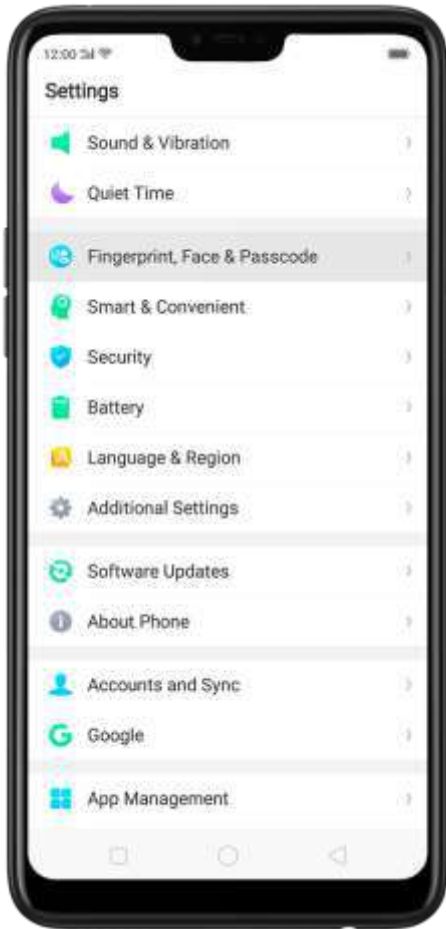 12:00
Settings
Sound & Vibration
Quiet Time
Fingerprint, Face & Passcode
Smart & Convenient
Security
Battery
Language & Region
Additional Settings
Software Updates
About Phone
Accounts and Sync
Google
App Management